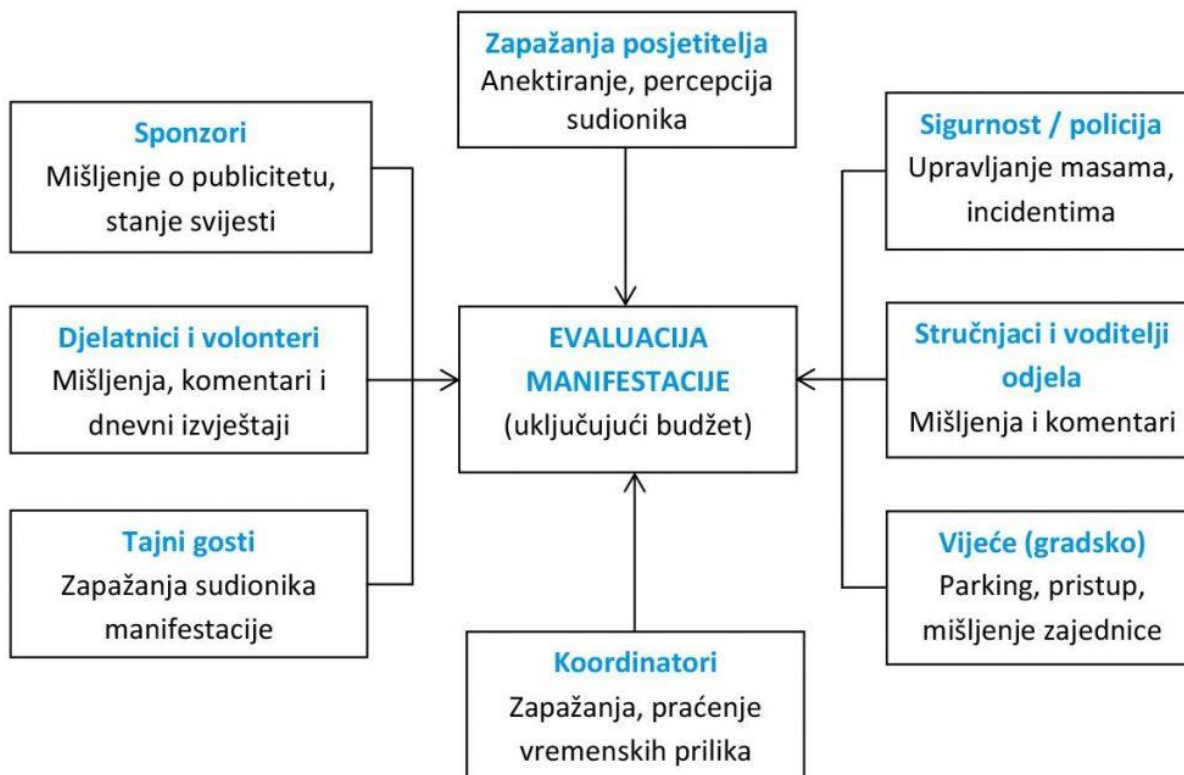 Zapažanja posjetitelja
Anektiranje, percepcija
sudionika
Sponzori
Mišljenje o publicitetu,
stanje svijesti
Sigurnost / policija
Upravljanje masama,
incidentima
Djelatnici i volonteri
Mišljenja, komentari i
dnevni izvještaji
EVALUACIJA
MANIFESTACIJE
(uključujući budžet)
Stručnjaci i voditelji
odjela
Mišljenja i komentari
Tajni gosti
Zapažanja sudionika
manifestacije
Vijeće (gradsko)
Parking, pristup,
mišljenje zajednice
Koordinatori
Zapažanja, praćenje
vremenskih prilika